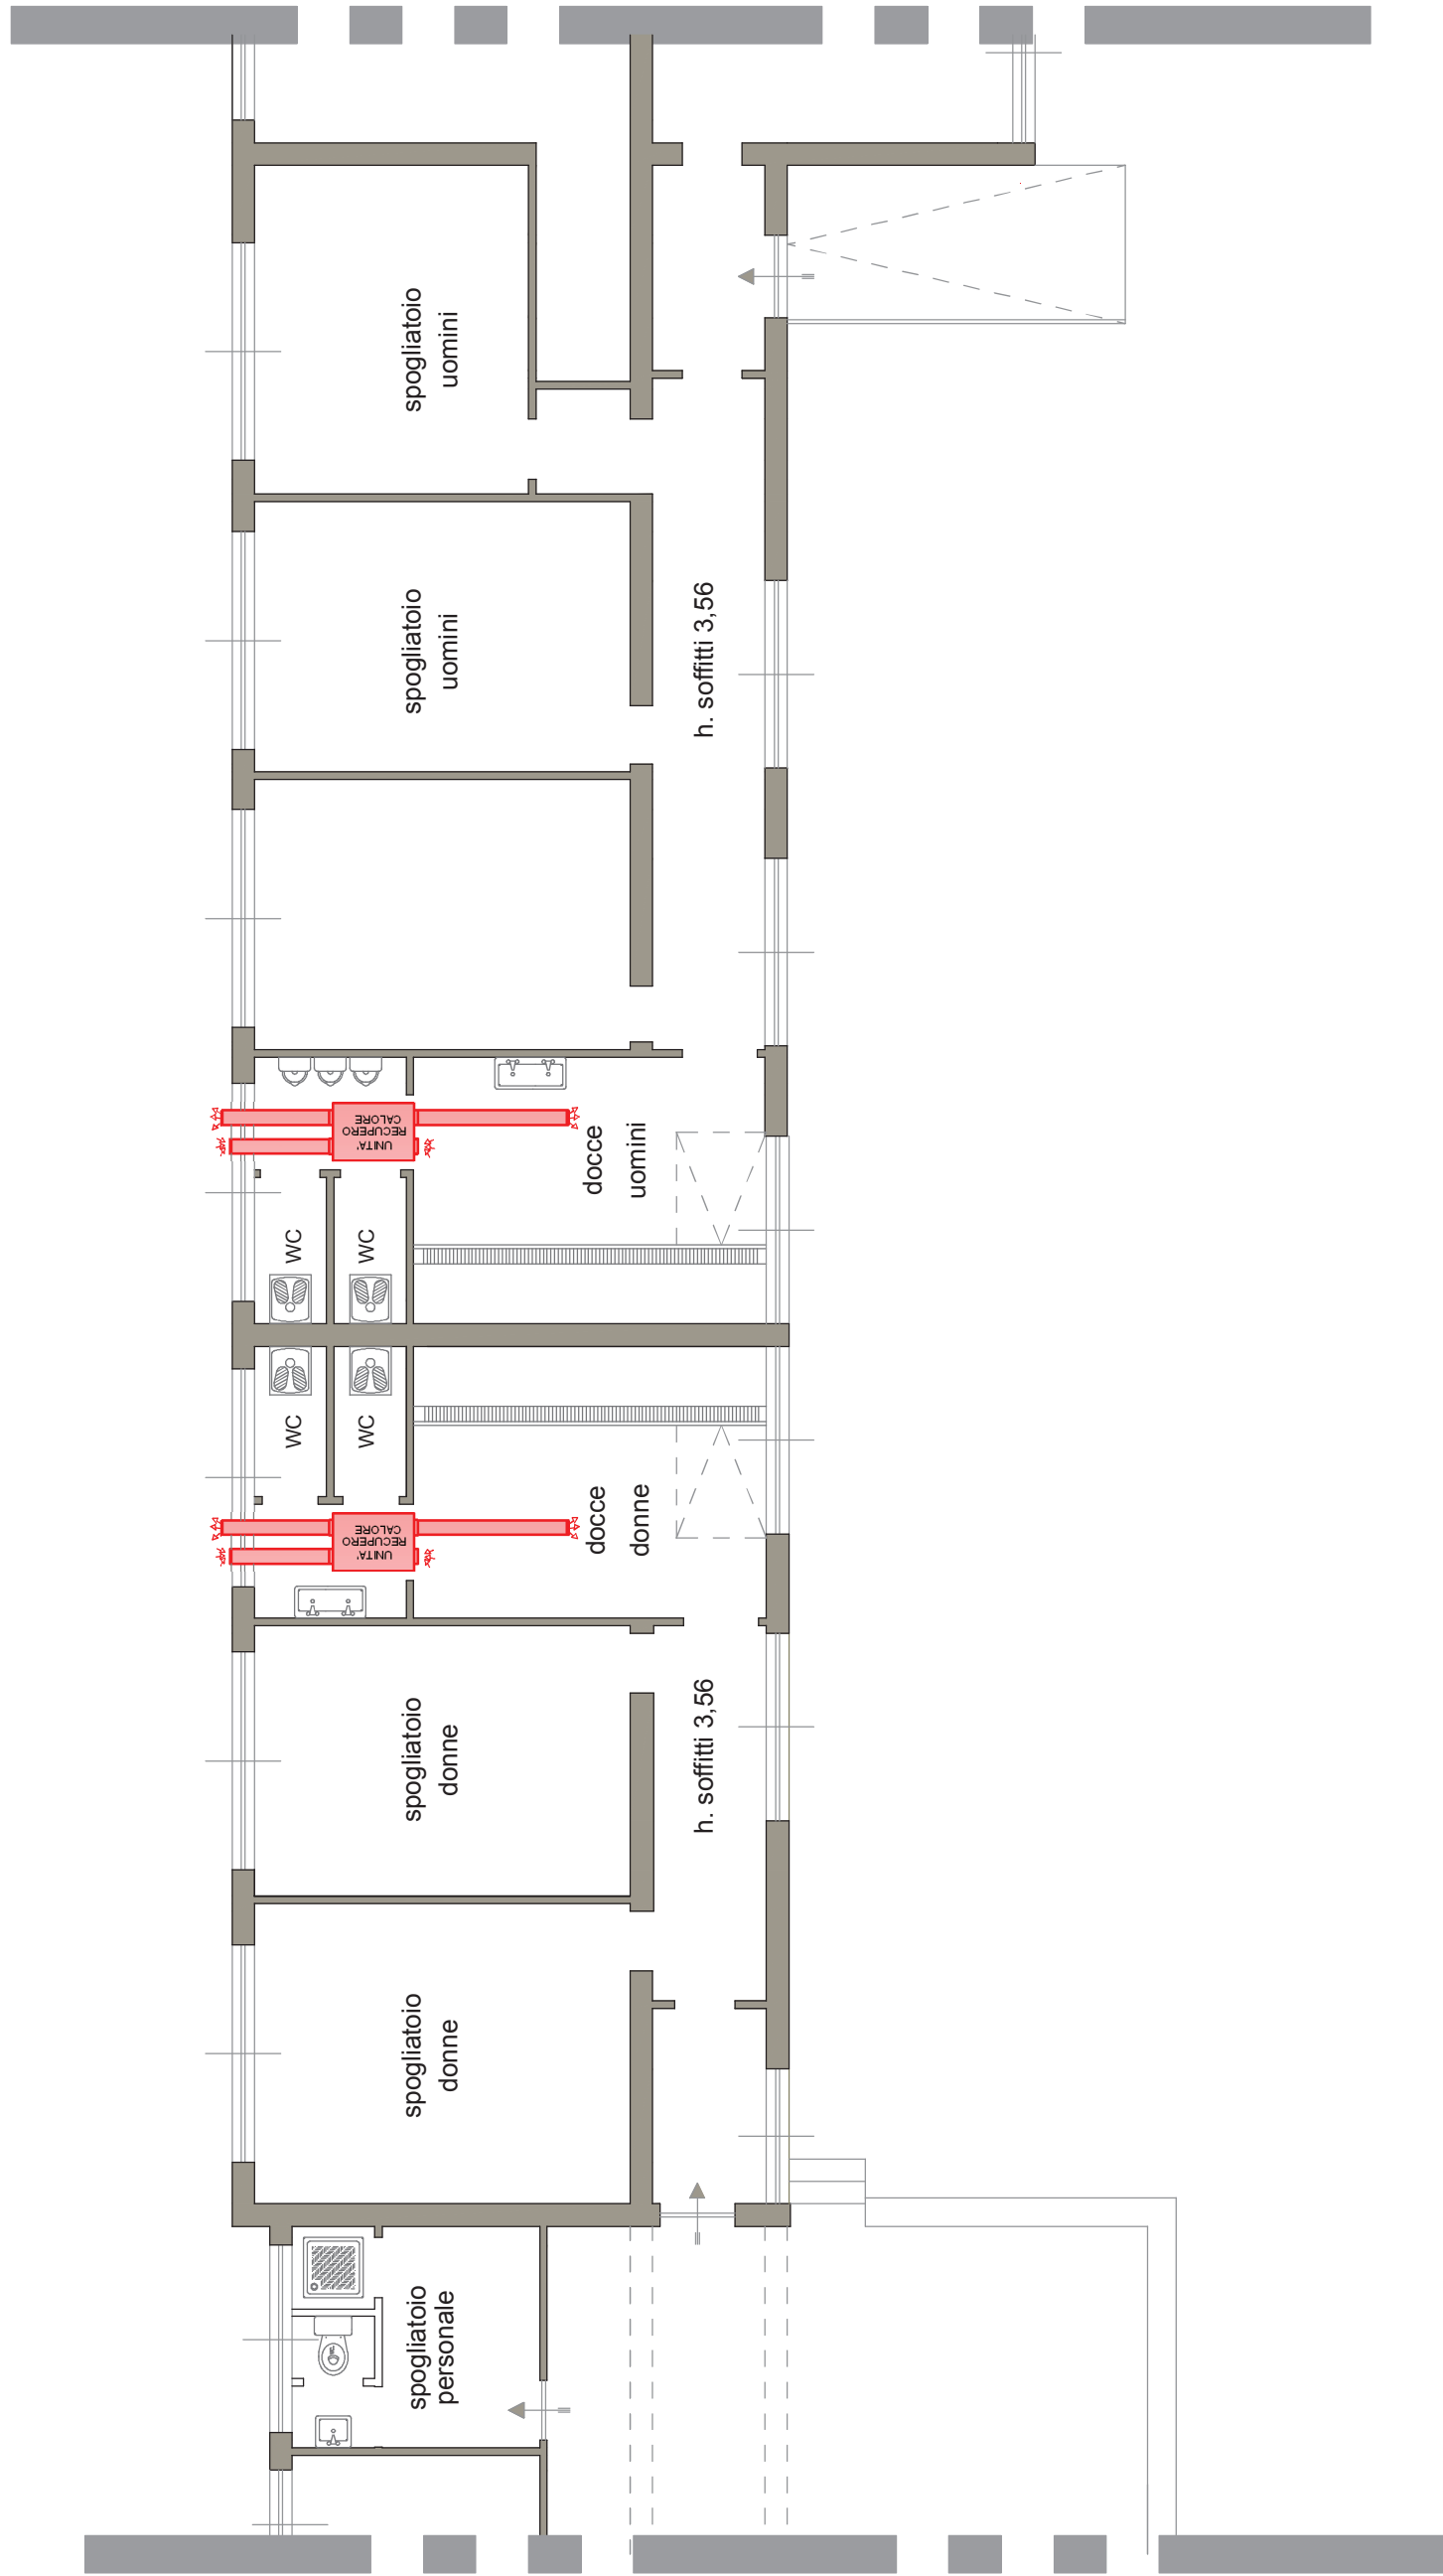 spogliatoio
uomini
spogliatoio
uomini
h. soffitti 3,56
UNITA'
RECUPERO
CALORE
docce
uomini
WC
WC
WC
WC
UNITA'
RECUPERO
CALORE
docce
donne
spogliatoio
donne
h. soffitti 3,56
spogliatoio
donne
spogliatoio
personale